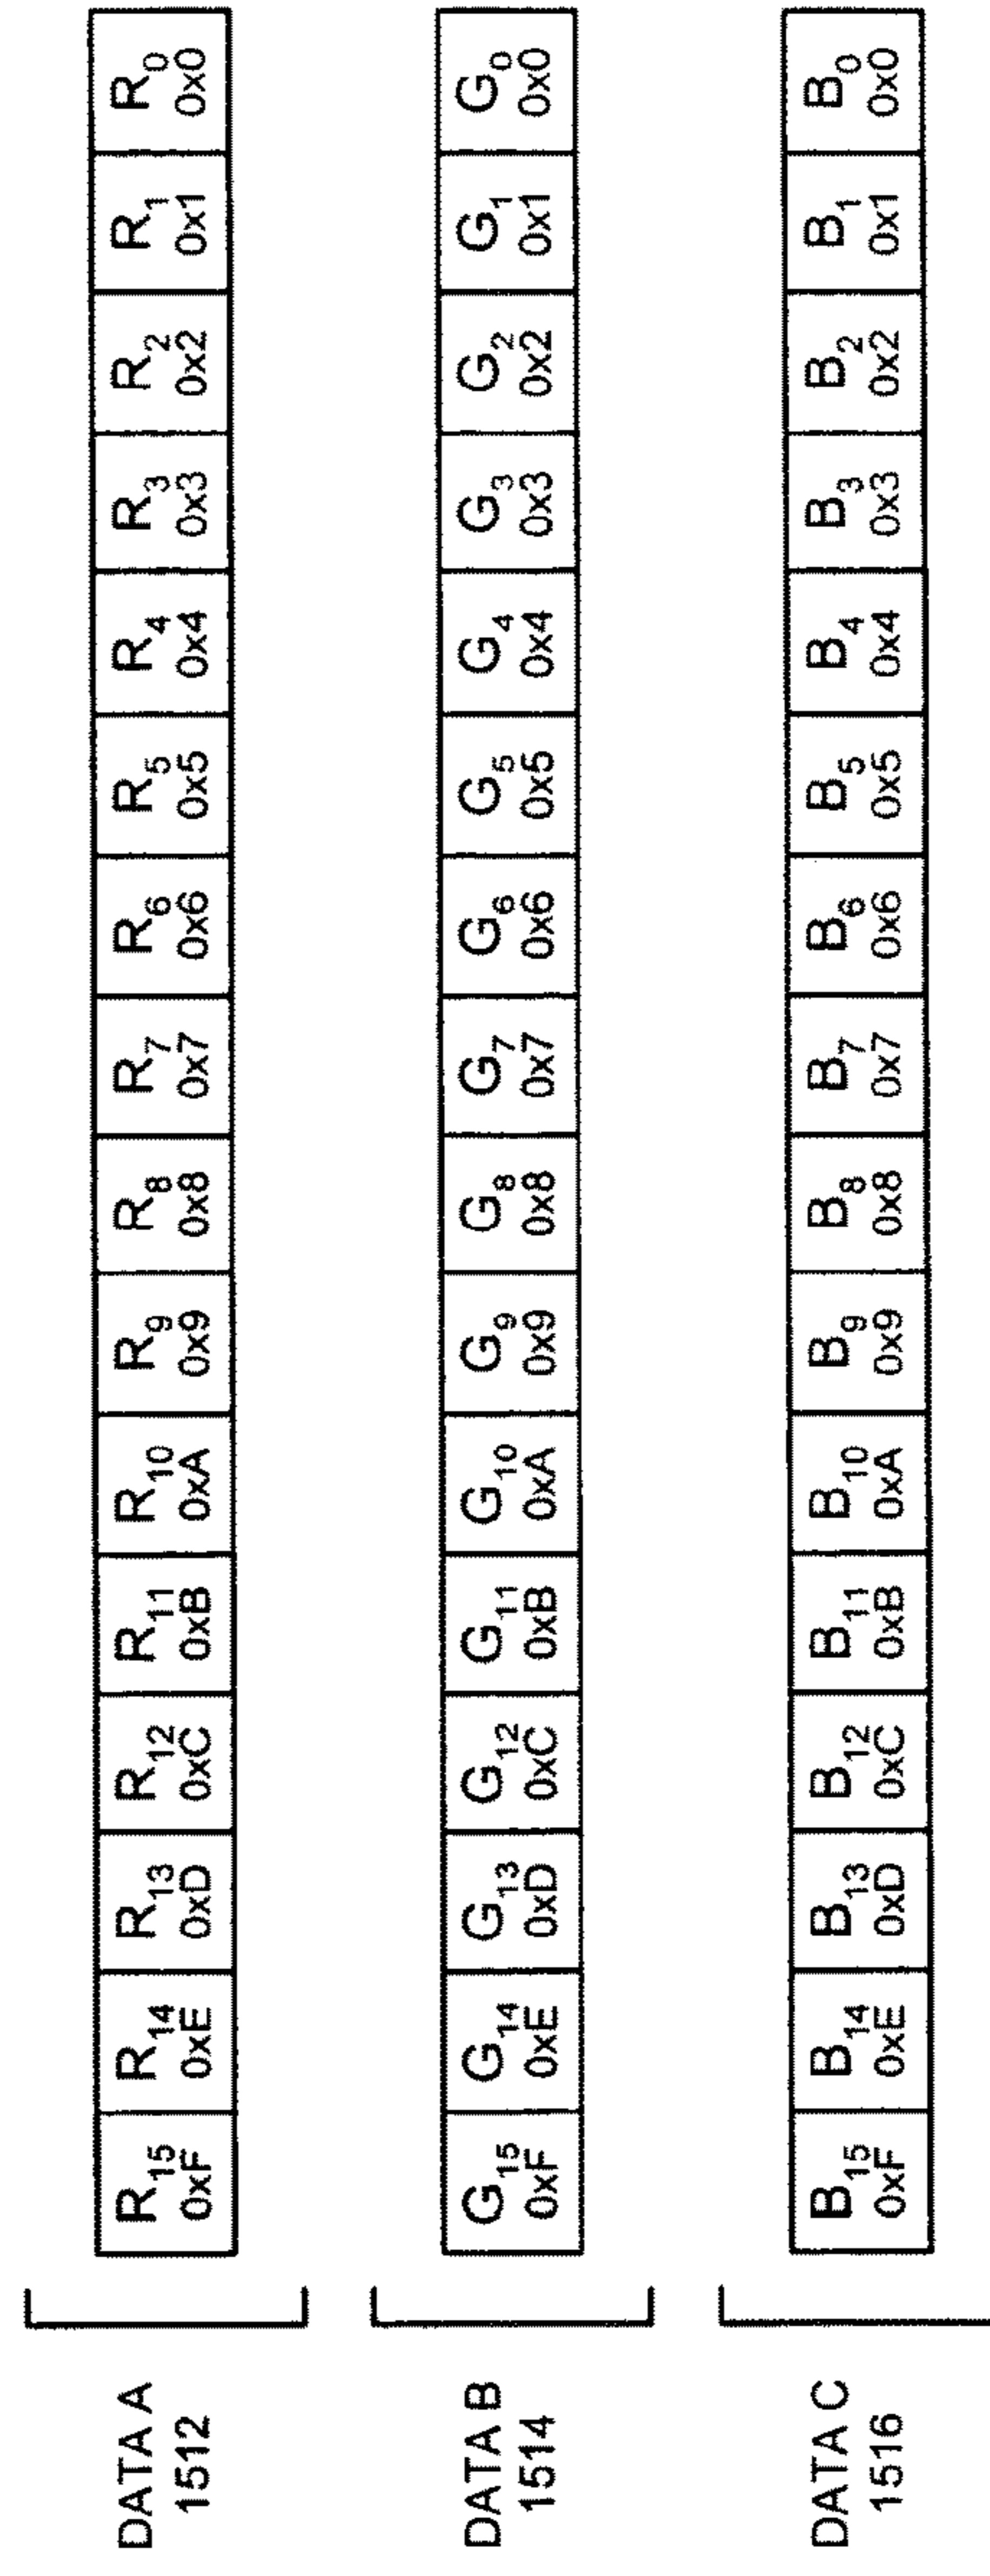 DATA A
1512
R₁₅ R₁₄ R₁₃ R₁₂ R₁₁ R₁₀ R₉ R₈ R₇ R₆ R₅ R₄ R₃ R₂ R₁ R₀
0xF 0xE 0xD 0xC 0xB 0xA 0x9 0x8 0x7 0x6 0x5 0x4 0x3 0x2 0x1 0x0
DATA B
1514
G₁₅ G₁₄ G₁₃ G₁₂ G₁₁ G₁₀ G₉ G₈ G₇ G₆ G₅ G₄ G₃ G₂ G₁ G₀
0xF 0xE 0xD 0xC 0xB 0xA 0x9 0x8 0x7 0x6 0x5 0x4 0x3 0x2 0x1 0x0
DATA C
1516
B₁₅ B₁₄ B₁₃ B₁₂ B₁₁ B₁₀ B₉ B₈ B₇ B₆ B₅ B₄ B₃ B₂ B₁ B₀
0xF 0xE 0xD 0xC 0xB 0xA 0x9 0x8 0x7 0x6 0x5 0x4 0x3 0x2 0x1 0x0